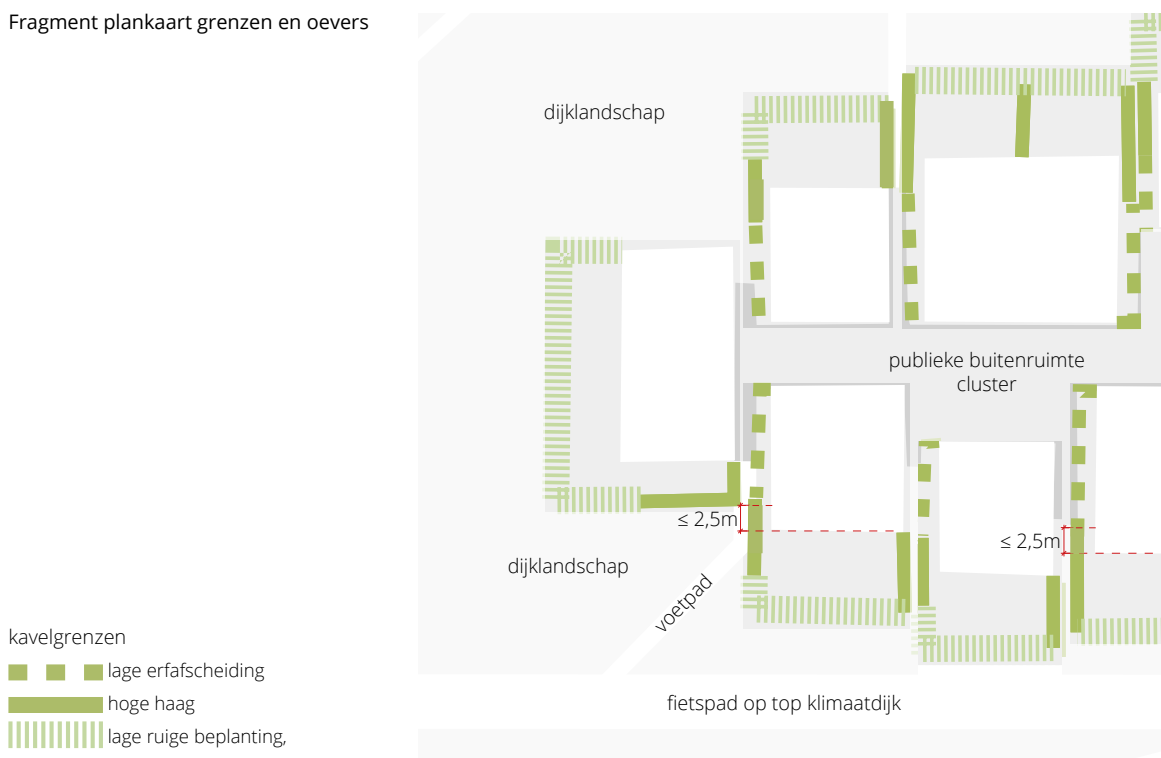 Fragment plankaart grenzen en oevers
dijklandschap
publieke buitenruimte
cluster
≤ 2,5m
≤ 2,5m
dijklandschap
voetpad
kavelgrenzen
lage erfafscheiding
hoge haag
fietspad op top klimaatdijk
lage ruige beplanting,